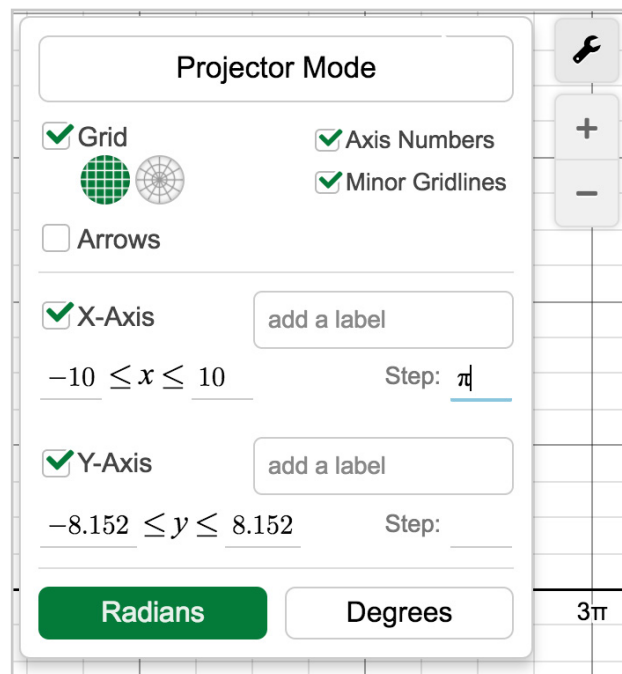 Projector Mode
Grid
Axis Numbers
Minor Gridlines
Arrows
X-Axis add a label
−10 ≤ x ≤ 10 Step: π
Y-Axis add a label
−8.152 ≤ y ≤ 8.152 Step:
Radians Degrees
3π
+
−